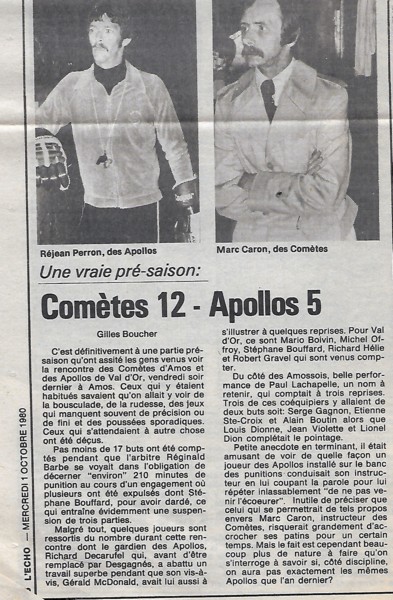 Réjean Perron, des Apollos
Marc Caron, des Comètes
Une vraie pré-saison:
Comètes 12 - Apollos 5
Gilles Boucher
C'est définitivement à une partie pré-
saison qu'ont assité les gens venus voir
la rencontre des Comètes d'Amos et
des Apollos de Val d'Or, vendredi soir
dernier à Amos. Ceux qui y étaient
habitués savaient qu'on allait y voir de
la bousculade, de la rudesse, des jeux
qui manquent souvent de précision ou
de fini et des poussées sporadiques.
Ceux qui s'attendaient à autre chose
ont été déçus.
Pas moins de 17 buts ont été comp-
tés pendant que l'arbitre Réginald
Barbe se voyait dans l'obligation de
décerner "environ" 210 minutes de
punition au cours d'un engagement où
plusieurs ont été expulsés dont Sté-
phane Bouffard, pour avoir dardé, ce
qui entraîne évidemment une suspen-
sion de trois parties.
Malgré tout, quelques joueurs sont
ressortis du nombre durant cette ren-
contre dont le gardien des Apollos,
Richard Decarufel qui, avant d'être
remplacé par Desgagnés, a abattu un
travail superbe pendant que son vis-à-
vis, Gérald McDonald, avait lui aussi à
s'illustrer à quelques reprises. Pour Val
d'Or, ce sont Mario Boivin, Michel Of-
froy, Stéphane Bouffard, Richard Hélie
et Robert Gravel qui sont venus comp-
ter.
Du côté des Amossois, belle perfor-
mance de Paul Lachapelle, un nom à
retenir, qui comptait à trois reprises.
Trois de ces coéquipiers y allaient de
deux buts soit: Serge Gagnon, Etienne
Ste-Croix et Alain Boutin alors que
Louis Dionne, Jean Violette et Lionel
Dion complétait le pointage.
Petite anecdote en terminant, il était
amusant de voir de quelle façon un
joueur des Apollos installé sur le banc
des punitions conduisait son instruc-
teur en lui coupant la parole pour lui
répéter inlassablement "de ne pas ve-
nir l'écoeurer" Inutile de préciser que
celui qui se permettrait de tels propos
envers Marc Caron, instructeur des
Comètes, risquerait grandement d'ac-
crocher ses patins pour un certain
temps. Mais le fait est cependant beau-
coup plus de nature à faire qu'on
s'interroge à savoir si, côté discipline,
on aura pas exactement les mêmes
Apollos que l'an dernier?
L'ECHO — MERCREDI 1 OCTOBRE 1980